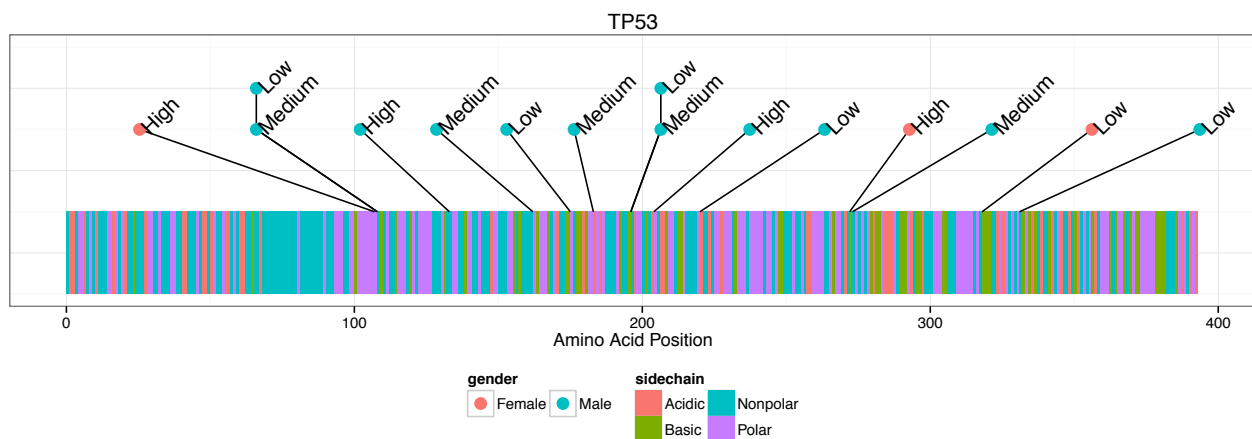 TP53
Low
Low
High
Medium
High
Medium
Low
Medium
Medium
High
Low
High
Medium
Low
Low
0 100 200 300 400
Amino Acid Position
gender
Female Male
sidechain
Acidic Nonpolar
Basic Polar